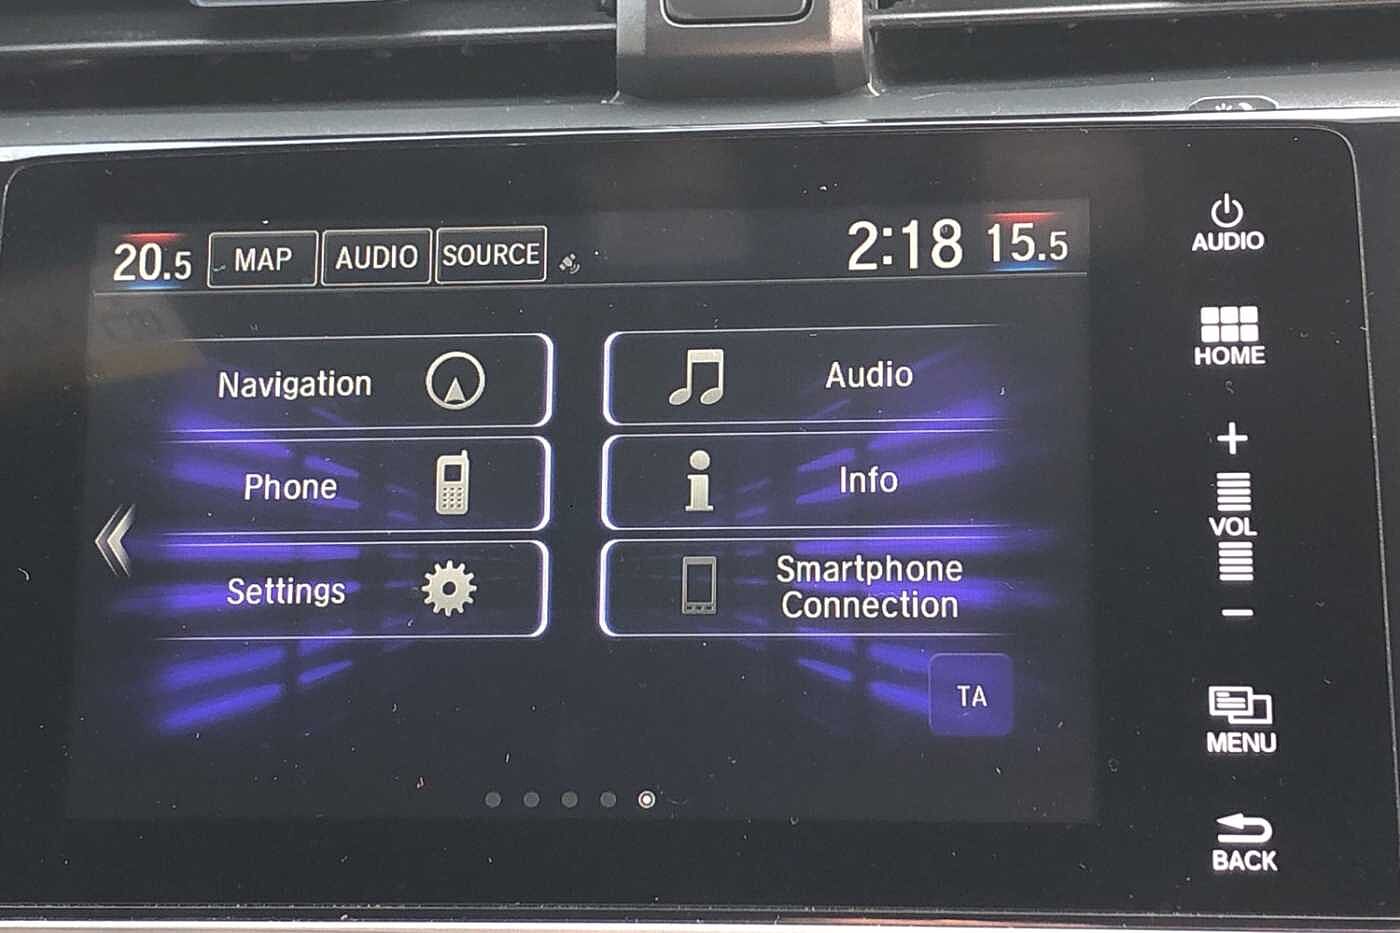 20.5 MAP AUDIO SOURCE 2:18 15.5
AUDIO
HOME
Navigation
Audio
Phone
Info
Settings
Smartphone
Connection
TA
+
VOL
−
MENU
BACK